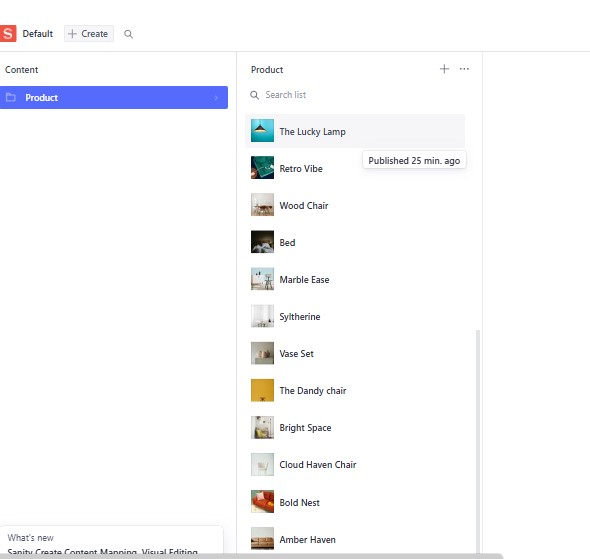 S Default + Create
Content
Product
Product
Search list
The Lucky Lamp
Published 25 min. ago
Retro Vibe
Wood Chair
Bed
Marble Ease
Syltherine
Vase Set
The Dandy chair
Bright Space
Cloud Haven Chair
Bold Nest
Amber Haven
What's new
Sanity Create Content Mapping, Visual Editing